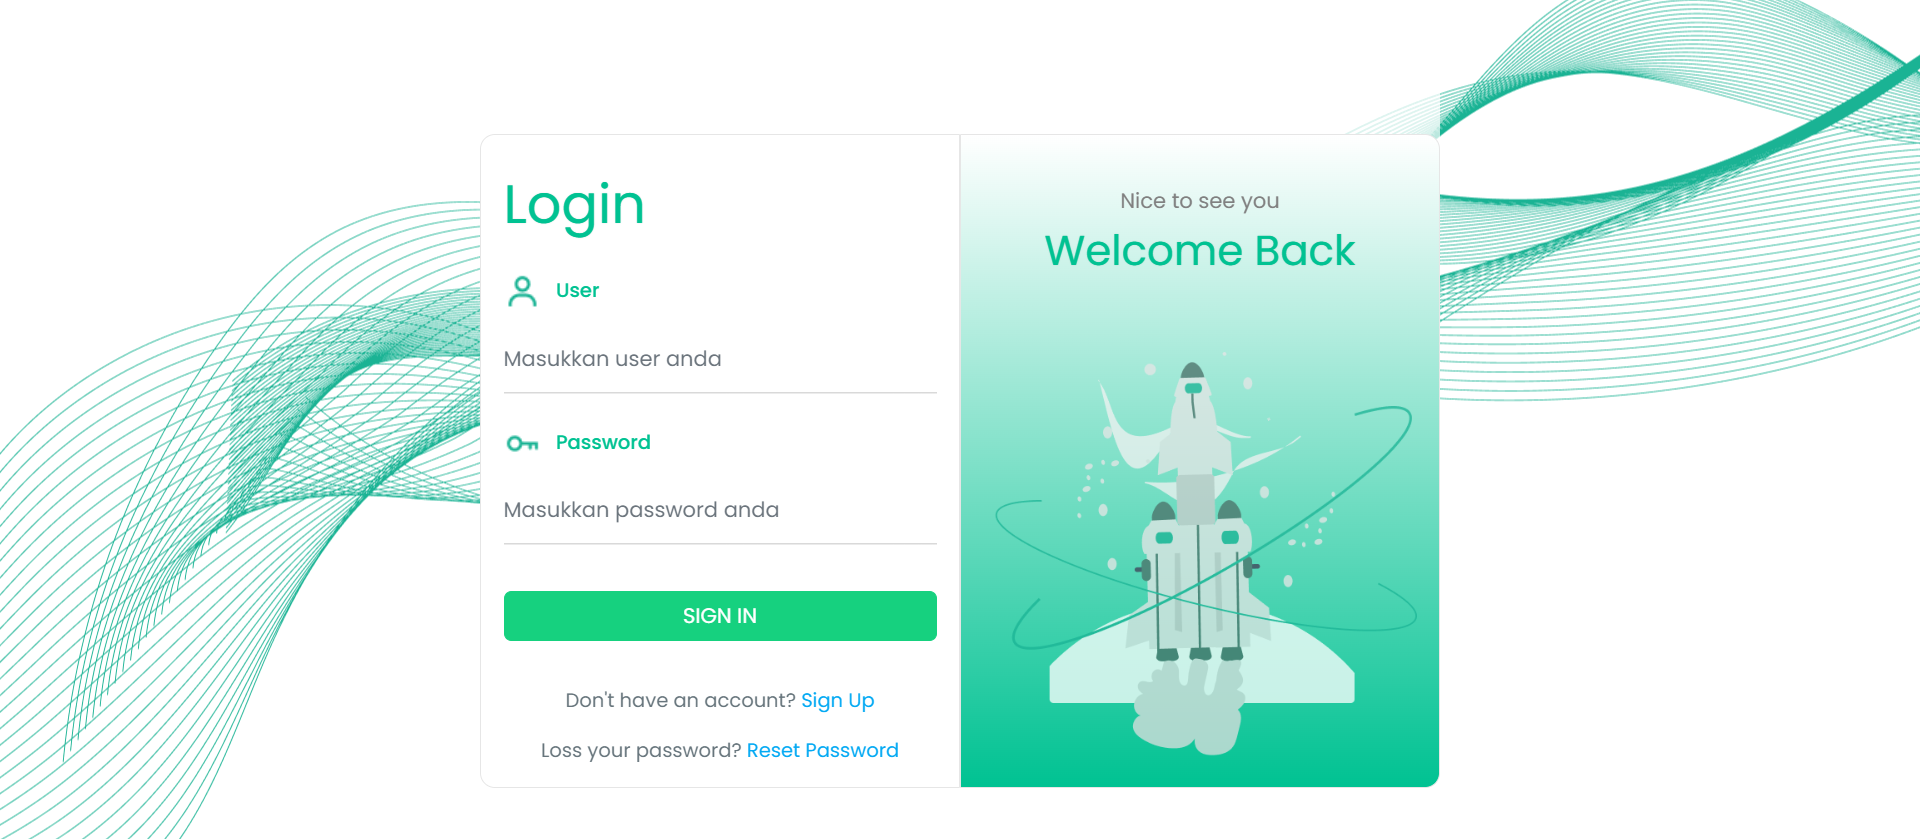 Login
User
Masukkan user anda
Password
Masukkan password anda
SIGN IN
Don't have an account? Sign Up
Loss your password? Reset Password
Nice to see you
Welcome Back